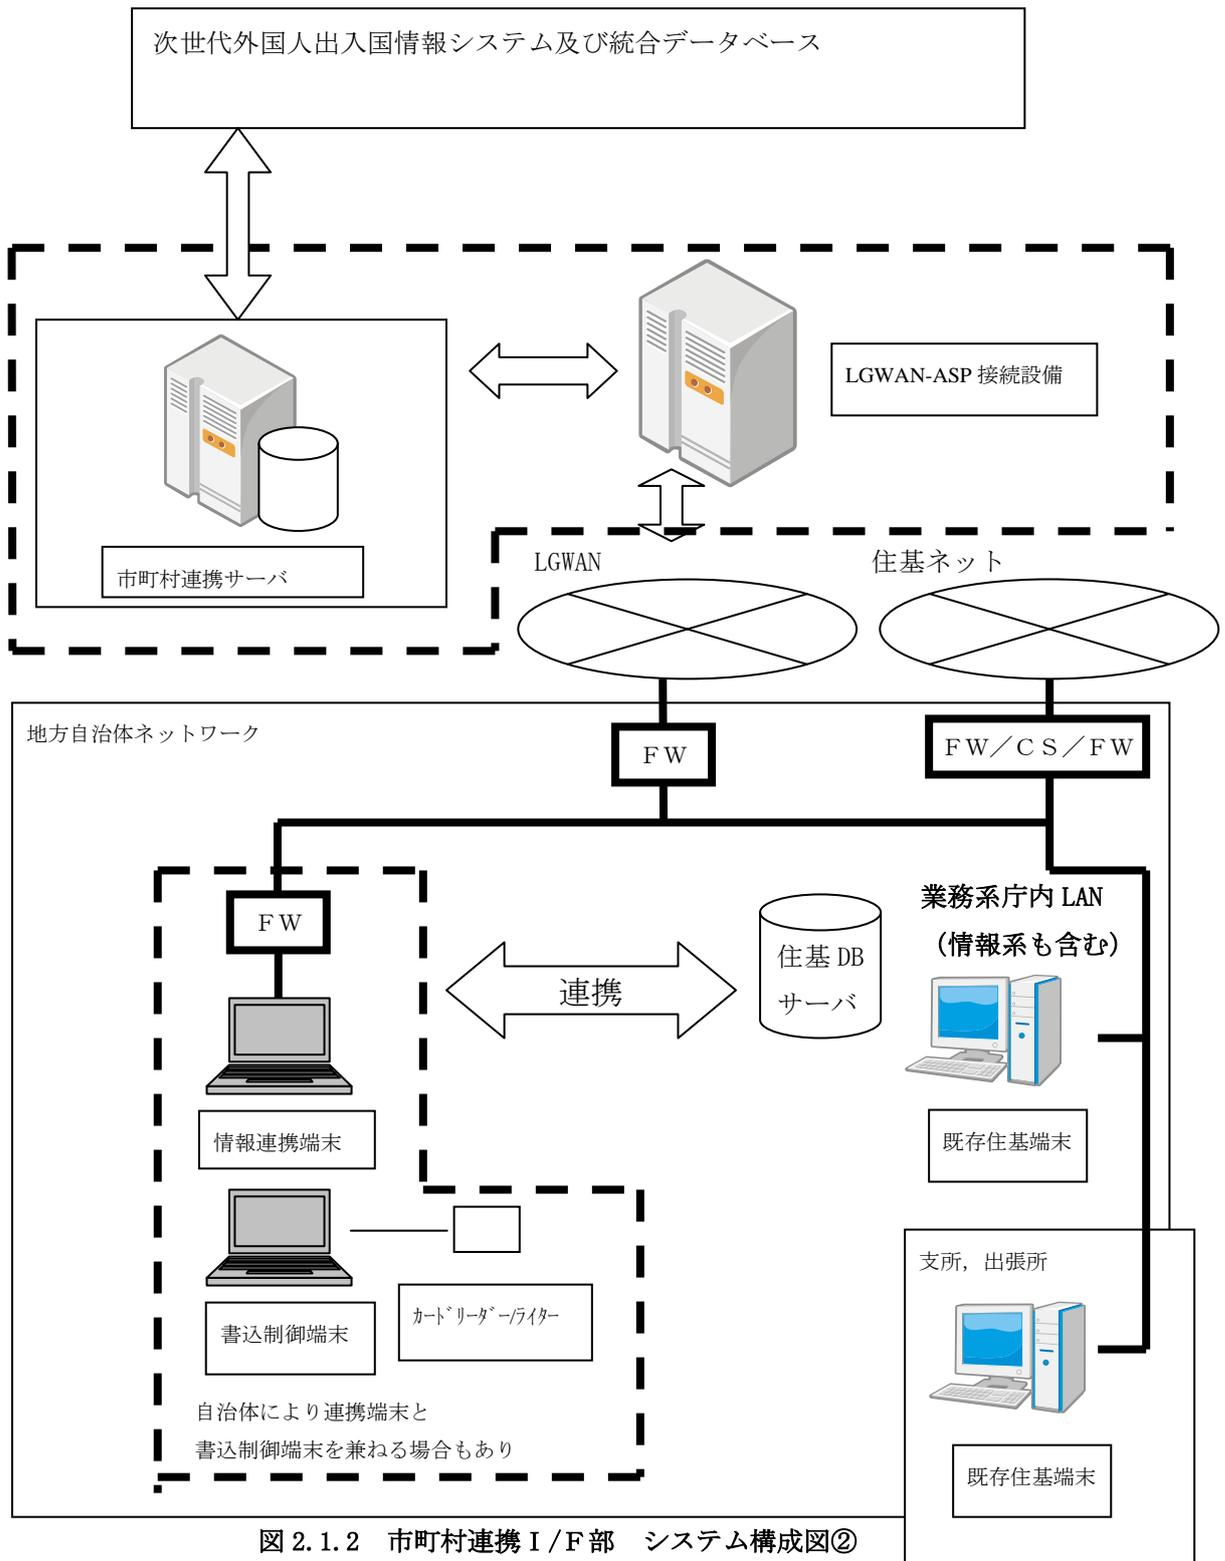 次世代外国人出入国情報システム及び統合データベース
LGWAN-ASP 接続設備
市町村連携サーバ
LGWAN
住基ネット
地方自治体ネットワーク
ＦＷ
ＦＷ／ＣＳ／ＦＷ
ＦＷ
業務系庁内 LAN
（情報系も含む）
連携
住基 DB
サーバ
情報連携端末
既存住基端末
書込制御端末
ｶｰﾄﾞﾘｰﾀﾞｰ/ﾗｲﾀｰ
支所，出張所
自治体により連携端末と
書込制御端末を兼ねる場合もあり
既存住基端末
図 2.1.2　市町村連携Ｉ/Ｆ部　システム構成図②